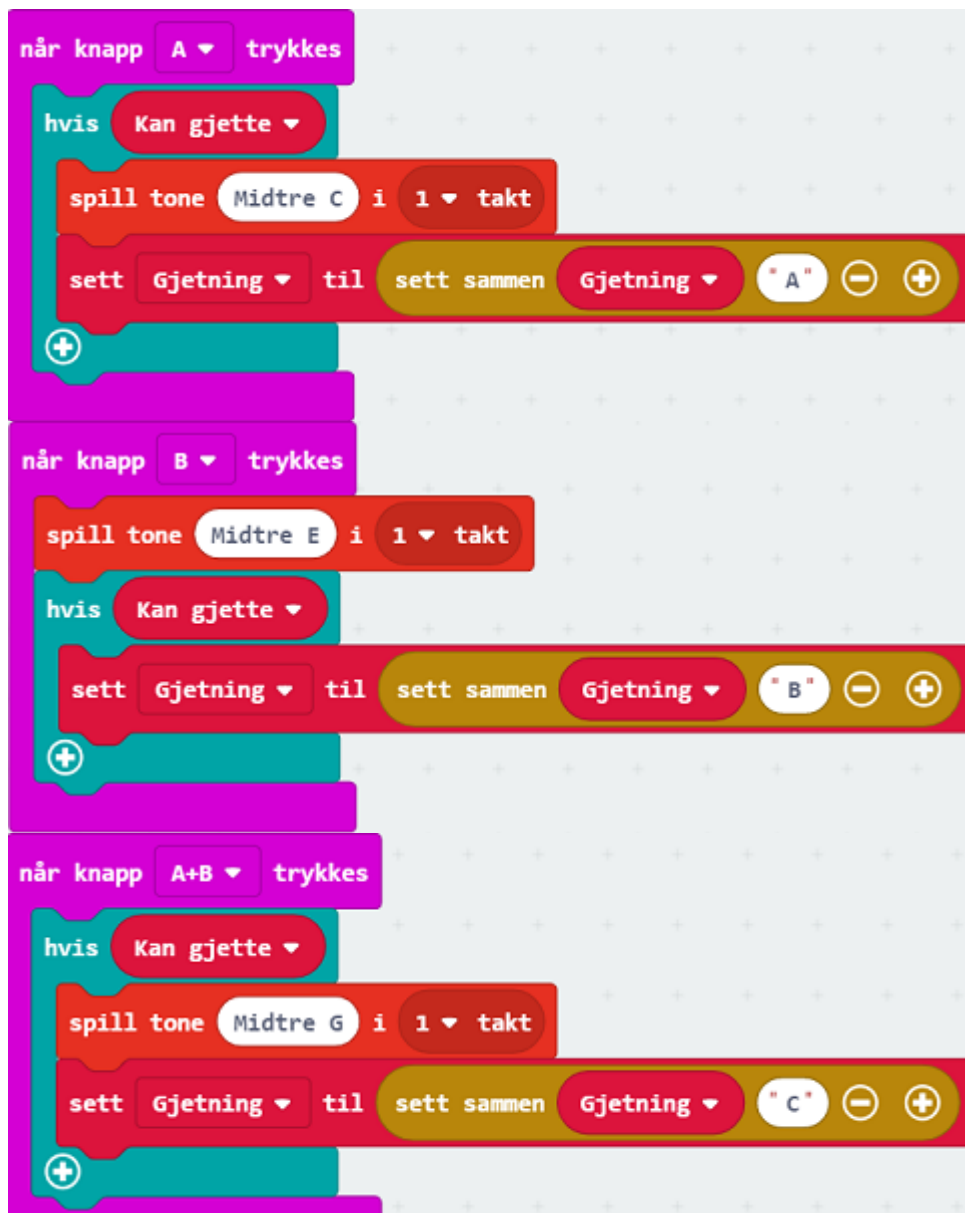 når knapp A trykkes
hvis Kan gjette
spill tone Midtre C i 1 takt
sett Gjetning til sett sammen Gjetning "A"
når knapp B trykkes
spill tone Midtre E i 1 takt
hvis Kan gjette
sett Gjetning til sett sammen Gjetning "B"
når knapp A+B trykkes
hvis Kan gjette
spill tone Midtre G i 1 takt
sett Gjetning til sett sammen Gjetning "C"